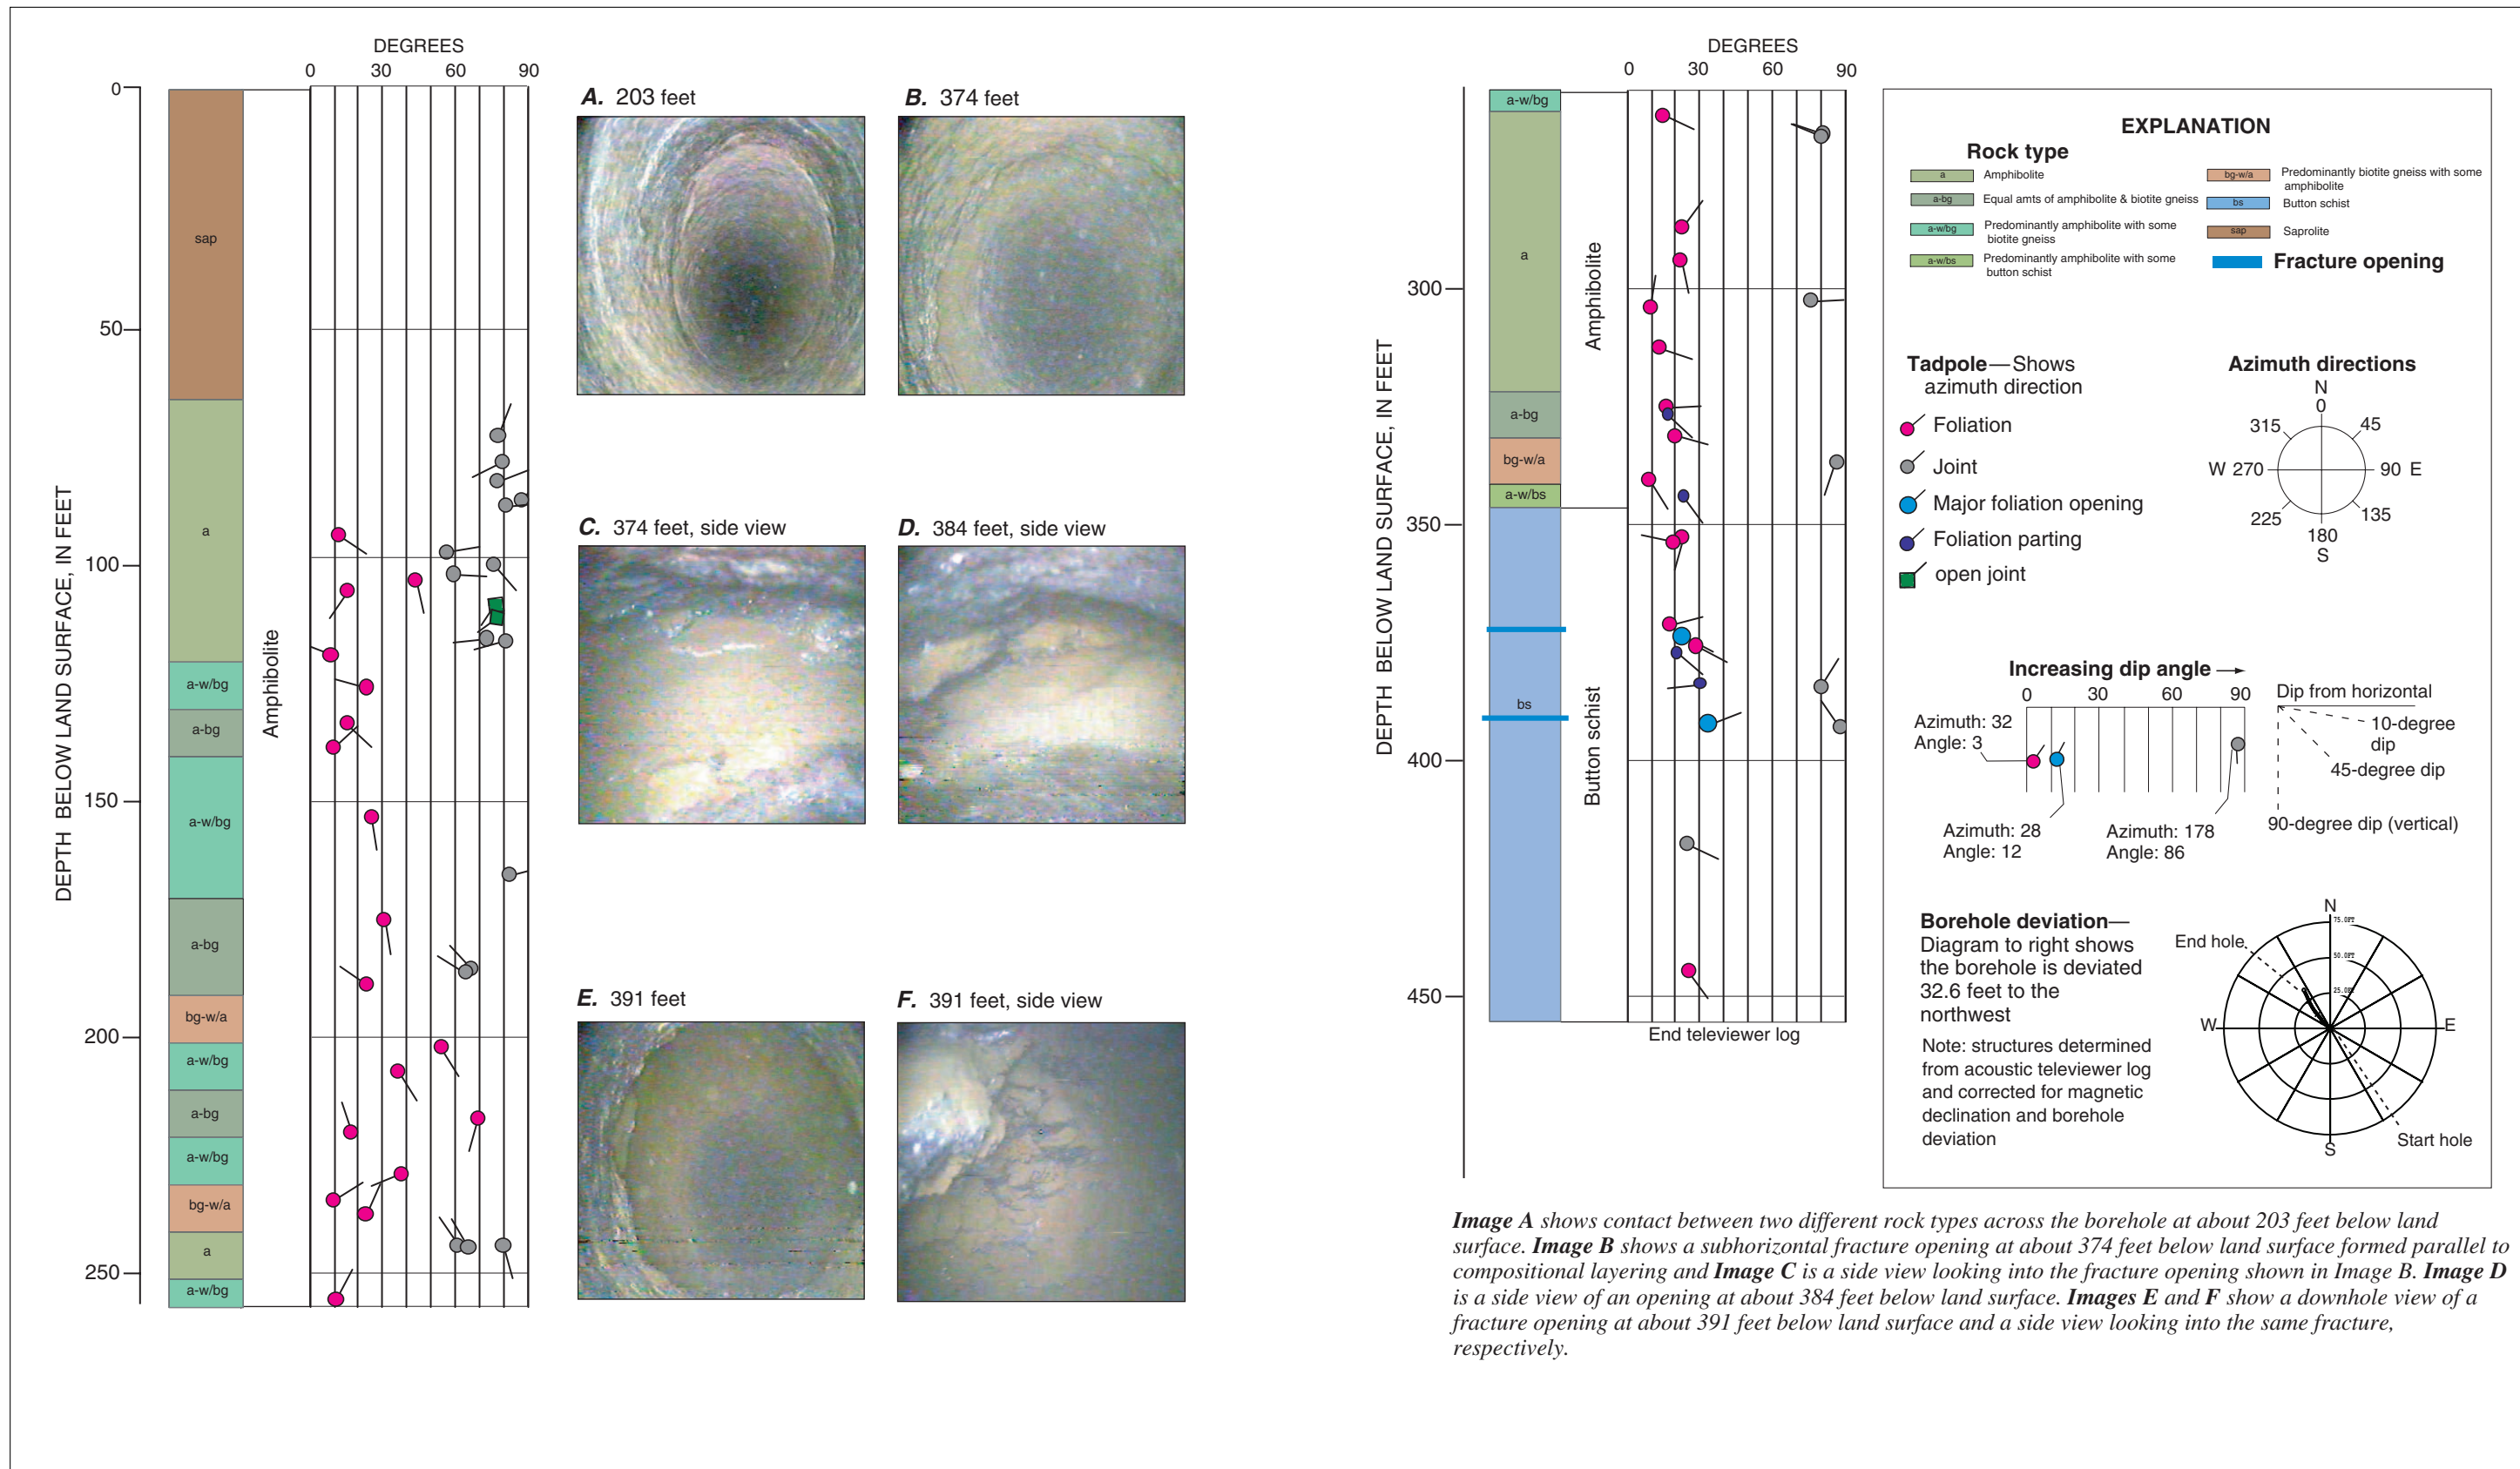 DEGREES
0 30 60 90
DEPTH BELOW LAND SURFACE, IN FEET
0
50
100
150
200
250
sap
a
a-w/bg
a-bg
a-w/bg
a-bg
bg-w/a
a-w/bg
a-bg
a-w/bg
bg-w/a
a
a-w/bg
Amphibolite
A. 203 feet
B. 374 feet
C. 374 feet, side view
D. 384 feet, side view
E. 391 feet
F. 391 feet, side view
DEGREES
0 30 60 90
DEPTH BELOW LAND SURFACE, IN FEET
300
350
400
450
a-w/bg
a
a-bg
bg-w/a
a-w/bs
bs
Amphibolite
Button schist
End televiewer log
EXPLANATION
Rock type
a Amphibolite
a-bg Equal amts of amphibolite & biotite gneiss
a-w/bg Predominantly amphibolite with some
biotite gneiss
a-w/bs Predominantly amphibolite with some
button schist
bg-w/a Predominantly biotite gneiss with some
amphibolite
bs Button schist
sap Saprolite
Fracture opening
Tadpole—Shows
azimuth direction
Foliation
Joint
Major foliation opening
Foliation parting
open joint
Azimuth directions
N
0
315 45
W 270 90 E
225 135
180
S
Increasing dip angle
0 30 60 90
Azimuth: 32
Angle: 3
Azimuth: 28
Angle: 12
Azimuth: 178
Angle: 86
Dip from horizontal
10-degree
dip
45-degree dip
90-degree dip (vertical)
Borehole deviation—
Diagram to right shows
the borehole is deviated
32.6 feet to the
northwest
Note: structures determined
from acoustic televiewer log
and corrected for magnetic
declination and borehole
deviation
N
75.0FT
End hole
50.0FT
25.0FT
W E
Start hole
S
Image A shows contact between two different rock types across the borehole at about 203 feet below land
surface. Image B shows a subhorizontal fracture opening at about 374 feet below land surface formed parallel to
compositional layering and Image C is a side view looking into the fracture opening shown in Image B. Image D
is a side view of an opening at about 384 feet below land surface. Images E and F show a downhole view of a
fracture opening at about 391 feet below land surface and a side view looking into the same fracture,
respectively.